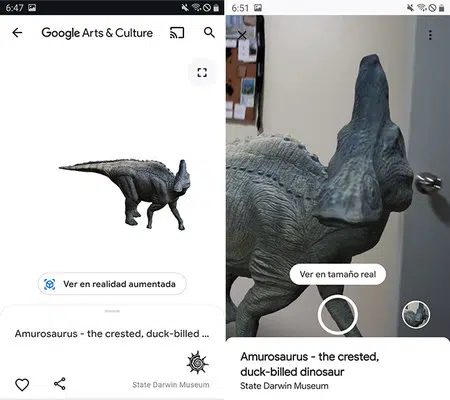 6:47
Google Arts & Culture
Ver en realidad aumentada
Amurosaurus - the crested, duck-billed ...
State Darwin Museum
6:51
Ver en tamaño real
Amurosaurus - the crested,
duck-billed dinosaur
State Darwin Museum